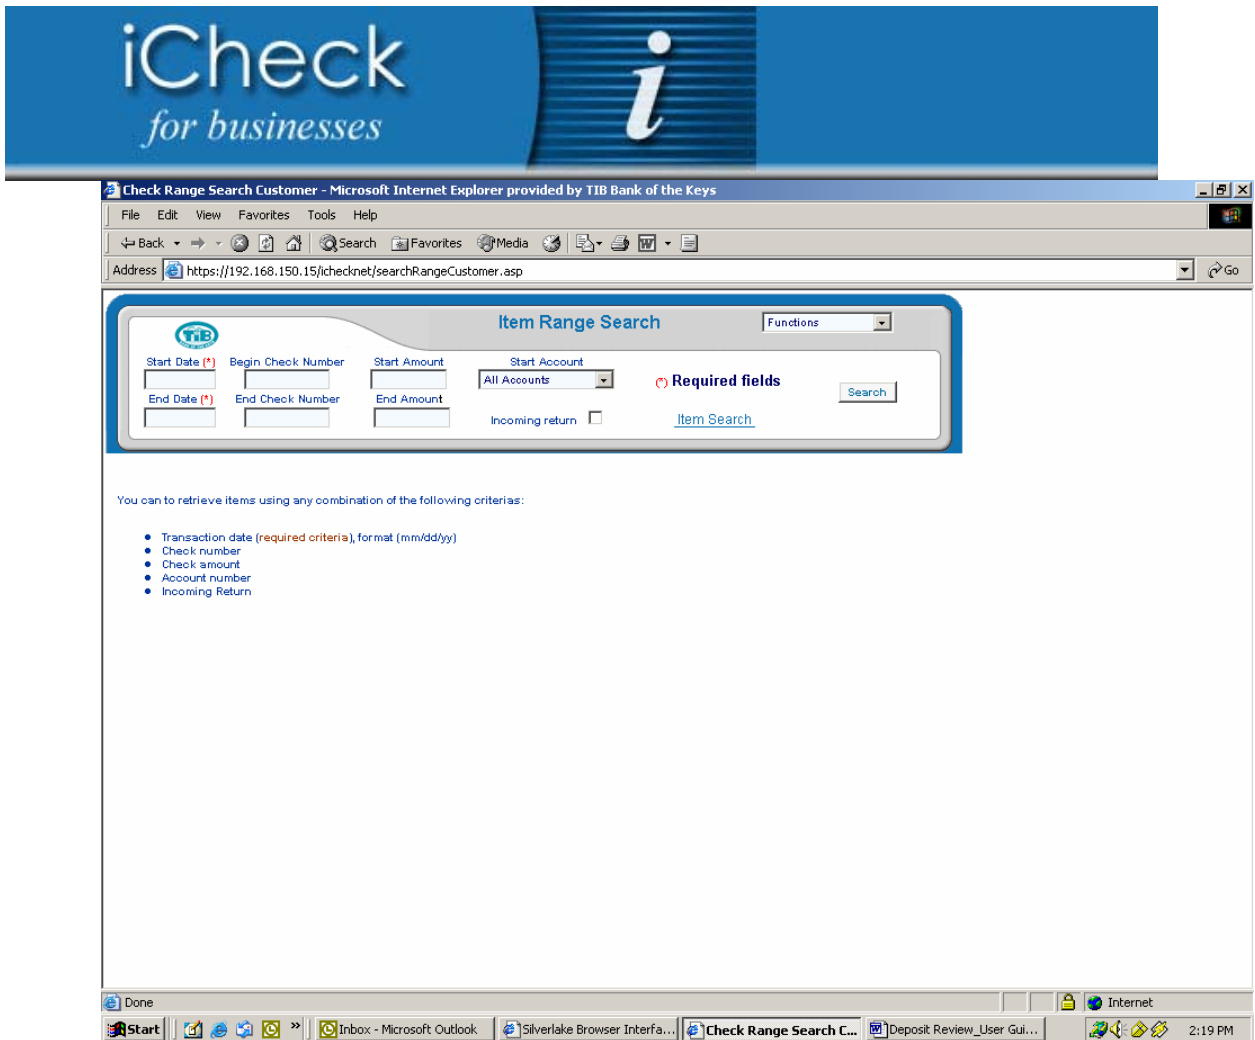 iCheck
for businesses
i
Check Range Search Customer - Microsoft Internet Explorer provided by TIB Bank of the Keys
File Edit View Favorites Tools Help
Back Search Favorites Media
Address https://192.168.150.15/ichecknet/searchRangeCustomer.asp Go
TIB
Item Range Search Functions
Start Date (*) Begin Check Number Start Amount Start Account
All Accounts
(*) Required fields
Search
End Date (*) End Check Number End Amount
Incoming return Item Search
You can to retrieve items using any combination of the following criterias:
Transaction date (required criteria), format (mm/dd/yy)
Check number
Check amount
Account number
Incoming Return
Done Internet
Start » Inbox - Microsoft Outlook Silverlake Browser Interfa... Check Range Search C... Deposit Review_User Gui... 2:19 PM